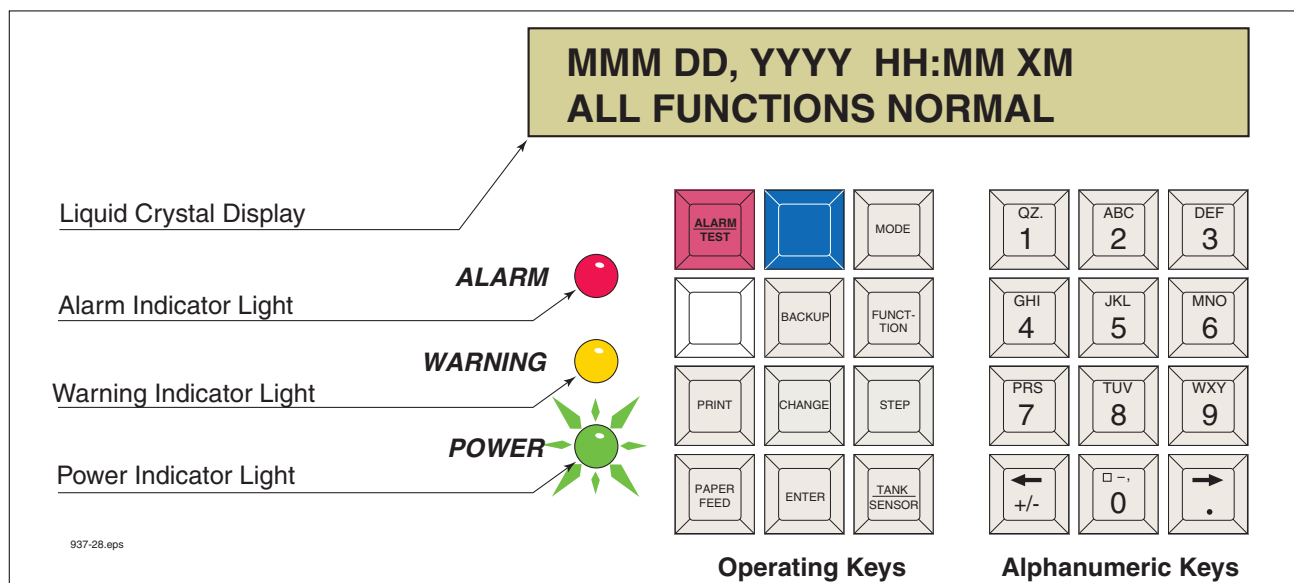 MMM DD, YYYY HH:MM XM
ALL FUNCTIONS NORMAL
Liquid Crystal Display
ALARM
Alarm Indicator Light
WARNING
Warning Indicator Light
POWER
Power Indicator Light
ALARM
TEST
MODE
BACKUP
FUNCT-
TION
PRINT
CHANGE
STEP
PAPER
FEED
ENTER
TANK
SENSOR
QZ.
1
ABC
2
DEF
3
GHI
4
JKL
5
MNO
6
PRS
7
TUV
8
WXY
9
←
+/-
□ –,
0
→
.
937-28.eps
Operating Keys
Alphanumeric Keys